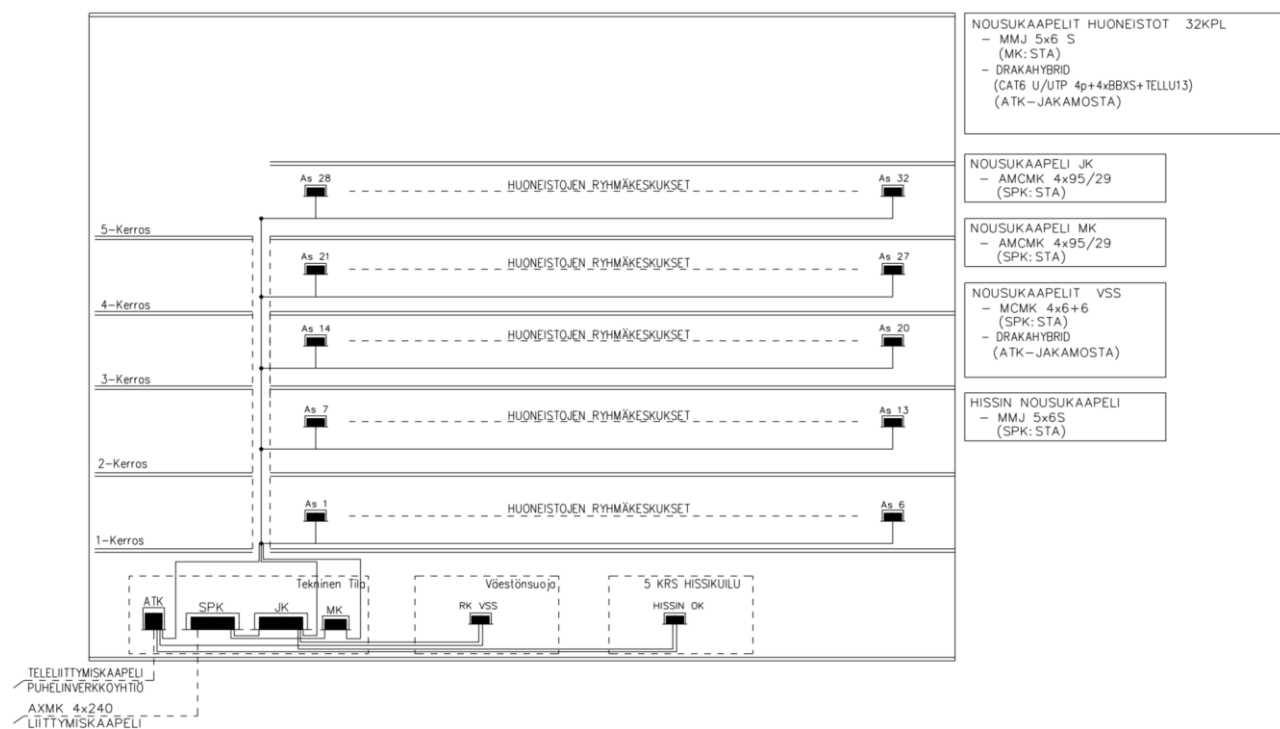 NOUSUKAAPELIT HUONEISTOT 32KPL
- MMJ 5x6 S
(MK:STA)
- DRAKAHYBRID
(CAT6 U/UTP 4p+4xBBXS+TELLU13)
(ATK-JAKAMOSTA)
NOUSUKAAPELI JK
- AMCMK 4x95/29
(SPK:STA)
NOUSUKAAPELI MK
- AMCMK 4x95/29
(SPK:STA)
NOUSUKAAPELIT VSS
- MCMK 4x6+6
(SPK:STA)
- DRAKAHYBRID
(ATK-JAKAMOSTA)
HISSIN NOUSUKAAPELI
- MMJ 5x6S
(SPK:STA)
As 28 HUONEISTOJEN RYHMÄKESKUKSET As 32
5-Kerros
As 21 HUONEISTOJEN RYHMÄKESKUKSET As 27
4-Kerros
As 14 HUONEISTOJEN RYHMÄKESKUKSET As 20
3-Kerros
As 7 HUONEISTOJEN RYHMÄKESKUKSET As 13
2-Kerros
As 1 HUONEISTOJEN RYHMÄKESKUKSET As 6
1-Kerros
Tekninen Tila Väestönsuoja 5 KRS HISSIKUILU
ATK SPK JK MK RK VSS HISSIN OK
TELELIITTYMISKAAPELI
PUHELINVERKKOYHTIÖ
AXMK 4x240
LIITTYMISKAAPELI